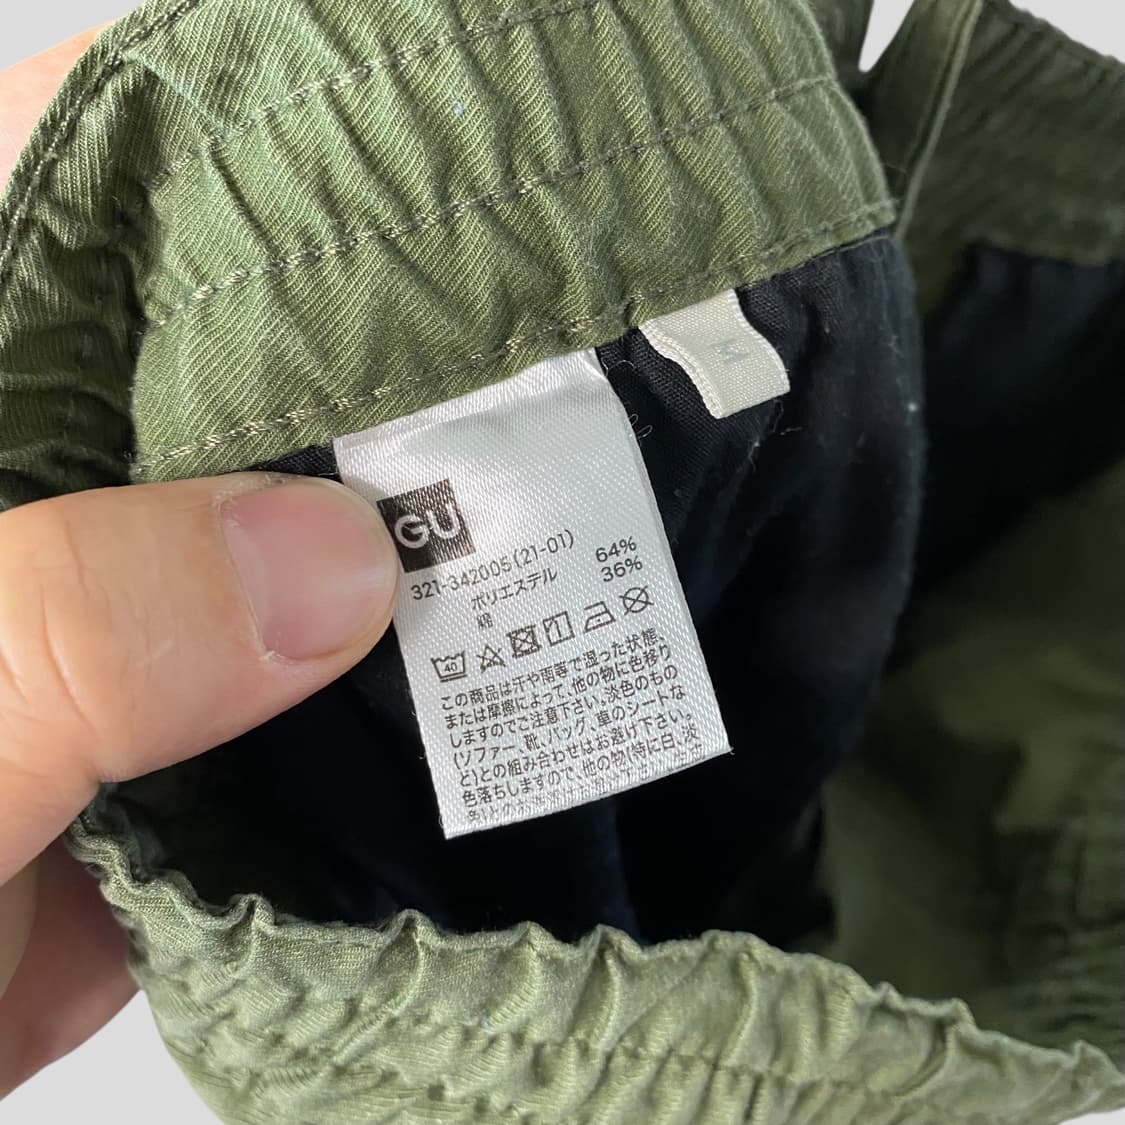 M
GU
321-342005(21-01)
ポリエステル 64%
綿 36%
40
この商品は汗や雨等で湿った状態、
または摩擦によって、他の物に色移り
しますのでご注意下さい。淡色のもの
(ソファー、靴、バッグ、車のシートな
ど)との組み合わせはお避け下さい。
色落ちしますので、他の物(特に白、淡